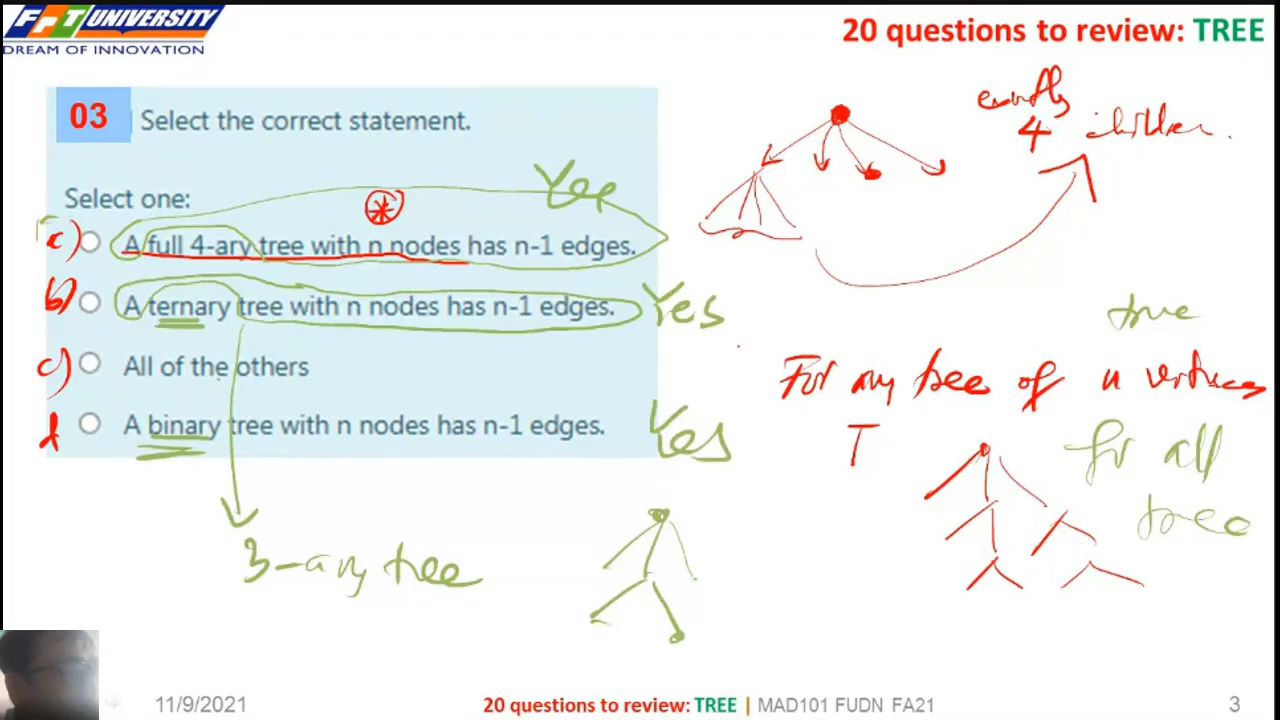 FPT UNIVERSITY
DREAM OF INNOVATION
20 questions to review: TREE
03 Select the correct statement.
exactly
4 children.
Select one:
Yes
a) A full 4-ary tree with n nodes has n-1 edges.
b) A ternary tree with n nodes has n-1 edges. Yes
true
c) All of the others
For any tree of n vertices
d A binary tree with n nodes has n-1 edges. Yes
T
for all
tree
3-ary tree
11/9/2021
20 questions to review: TREE | MAD101 FUDN FA21
3